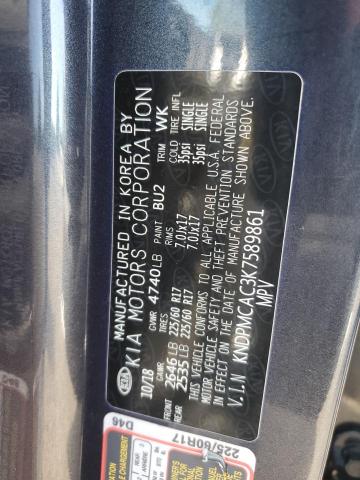 MANUFACTURED IN KOREA BY
KIA MOTORS CORPORATION
10/18 GVWR 4740LB PAINT BU2 TRIM WK
GAWR TIRES RIMS COLD TIRE INFL
FRONT 2646LB 225/60 R17 7.0Jx17 35psi SINGLE
REAR 2535LB 225/60 R17 7.0Jx17 35psi SINGLE
THIS VEHICLE CONFORMS TO ALL APPLICABLE U.S.A. FEDERAL
MOTOR VEHICLE SAFETY AND THEFT PREVENTION STANDARDS
IN EFFECT ON THE DATE OF MANUFACTURE SHOWN ABOVE.
V.I.N KNDPMCAC3K7589861
MPV
KIA
D46
225/60R17